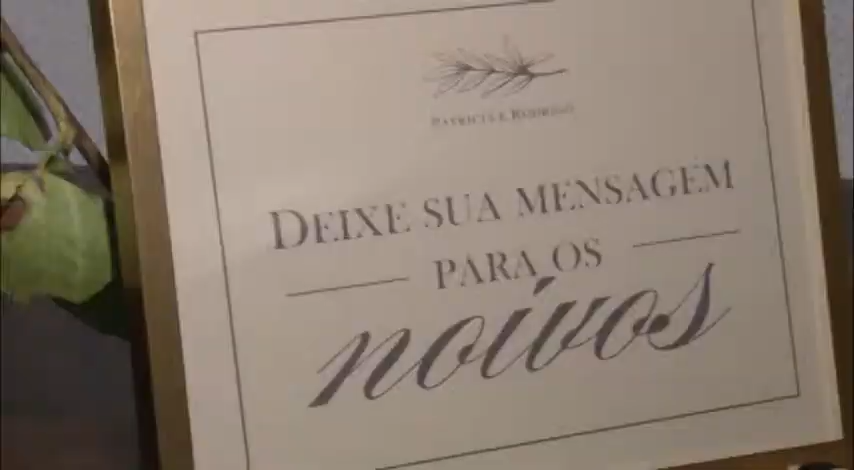 PATRICIA E RODRIGO
DEIXE SUA MENSAGEM
PARA OS
noivos